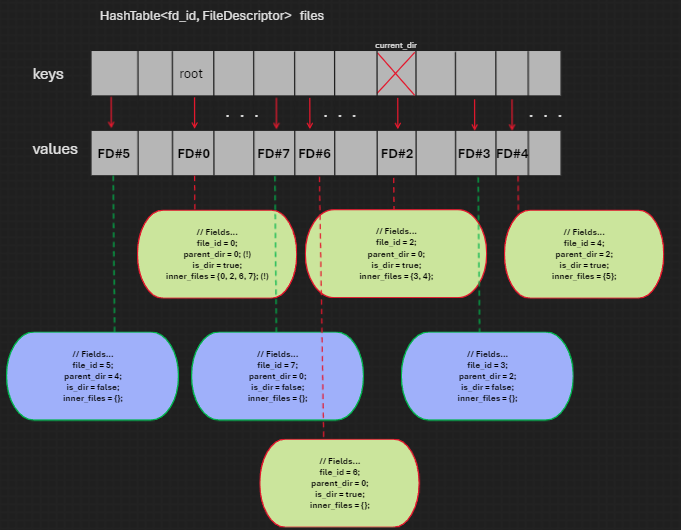 HashTable<fd_id, FileDescriptor> files
current_dir
keys
root
. . .
. . .
. . .
values
FD#5
FD#0
FD#7
FD#6
FD#2
FD#3
FD#4
// Fields...
file_id = 0;
parent_dir = 0; (!)
is_dir = true;
inner_files = {0, 2, 6, 7}; (!)
// Fields...
file_id = 2;
parent_dir = 0;
is_dir = true;
inner_files = {3, 4};
// Fields...
file_id = 4;
parent_dir = 2;
is_dir = true;
inner_files = {5};
// Fields...
file_id = 5;
parent_dir = 4;
is_dir = false;
inner_files = {};
// Fields...
file_id = 7;
parent_dir = 0;
is_dir = false;
inner_files = {};
// Fields...
file_id = 3;
parent_dir = 2;
is_dir = false;
inner_files = {};
// Fields...
file_id = 6;
parent_dir = 0;
is_dir = true;
inner_files = {};